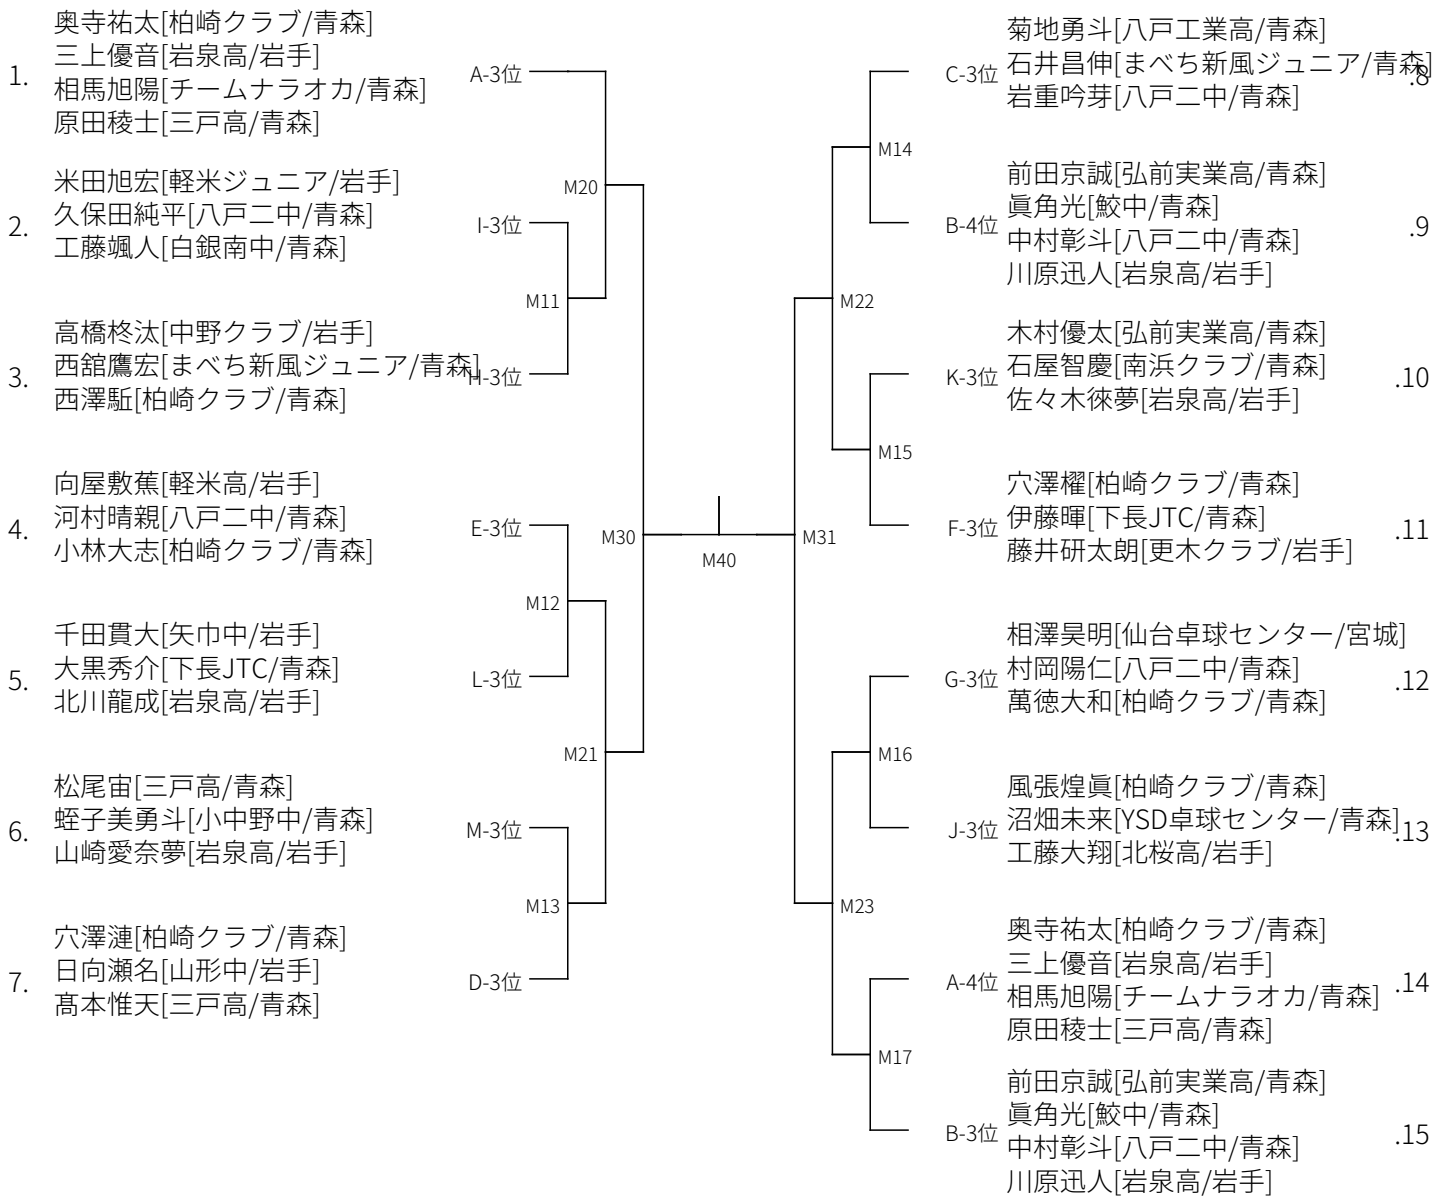 奥寺祐太[柏崎クラブ/青森]
三上優音[岩泉高/岩手]
1.
相馬旭陽[チームナラオカ/青森]
原田稜士[三戸高/青森]
A-3位
米田旭宏[軽米ジュニア/岩手]
2.
久保田純平[八戸二中/青森]
工藤颯人[白銀南中/青森]
I-3位
高橋柊汰[中野クラブ/岩手]
3.
西舘鷹宏[まべち新風ジュニア/青森]
西澤駈[柏崎クラブ/青森]
H-3位
向屋敷蕉[軽米高/岩手]
4.
河村晴親[八戸二中/青森]
小林大志[柏崎クラブ/青森]
E-3位
千田貫大[矢巾中/岩手]
5.
大黒秀介[下長JTC/青森]
北川龍成[岩泉高/岩手]
L-3位
松尾宙[三戸高/青森]
6.
蛭子美勇斗[小中野中/青森]
山崎愛奈夢[岩泉高/岩手]
M-3位
穴澤漣[柏崎クラブ/青森]
7.
日向瀬名[山形中/岩手]
髙本惟天[三戸高/青森]
D-3位
M20
M11
M30
M12
M21
M13
M40
M31
M14
M22
M15
M16
M23
M17
C-3位
菊地勇斗[八戸工業高/青森]
石井昌伸[まべち新風ジュニア/青森]
岩重吟芽[八戸二中/青森]
.8
B-4位
前田京誠[弘前実業高/青森]
眞角光[鮫中/青森]
中村彰斗[八戸二中/青森]
川原迅人[岩泉高/岩手]
.9
K-3位
木村優太[弘前実業高/青森]
石屋智慶[南浜クラブ/青森]
佐々木徠夢[岩泉高/岩手]
.10
F-3位
穴澤櫂[柏崎クラブ/青森]
伊藤暉[下長JTC/青森]
藤井研太朗[更木クラブ/岩手]
.11
G-3位
相澤昊明[仙台卓球センター/宮城]
村岡陽仁[八戸二中/青森]
萬徳大和[柏崎クラブ/青森]
.12
J-3位
風張煌眞[柏崎クラブ/青森]
沼畑未来[YSD卓球センター/青森]
工藤大翔[北桜高/岩手]
.13
A-4位
奥寺祐太[柏崎クラブ/青森]
三上優音[岩泉高/岩手]
相馬旭陽[チームナラオカ/青森]
原田稜士[三戸高/青森]
.14
B-3位
前田京誠[弘前実業高/青森]
眞角光[鮫中/青森]
中村彰斗[八戸二中/青森]
川原迅人[岩泉高/岩手]
.15